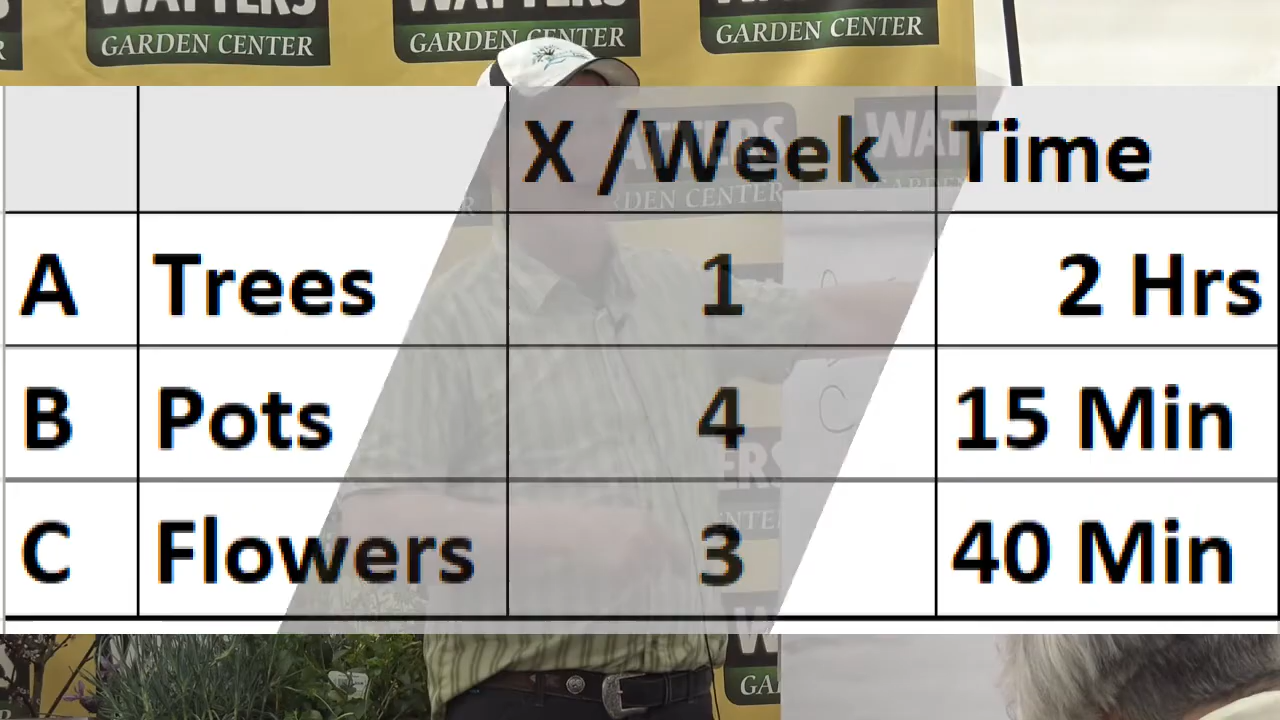 WATTERS
GARDEN CENTER
WATTERS
GARDEN CENTER
GARDEN CENTER
X /Week Time
A Trees 1 2 Hrs
B Pots 4 15 Min
C Flowers 3 40 Min